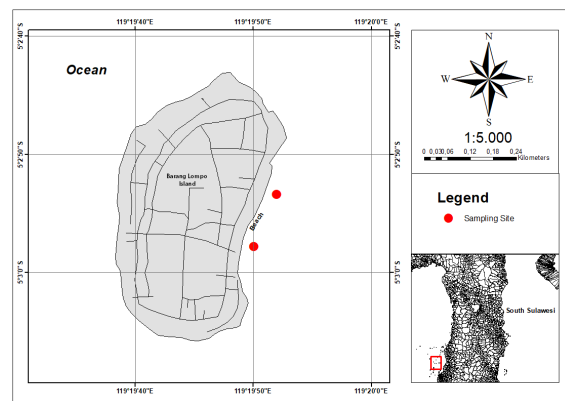 119°19'40"E 119°19'50"E 119°20'0"E
5°2'40"S
5°2'40"S
Ocean
N
W
E
S
1:5.000
0 0,030,06 0,12 0,18 0,24
Kilometers
5°2'50"S
5°2'50"S
Barang Lompo
Island
Beach
Legend
Sampling Site
5°3'0"S
5°3'0"S
South Sulawesi
119°19'40"E 119°19'50"E 119°20'0"E